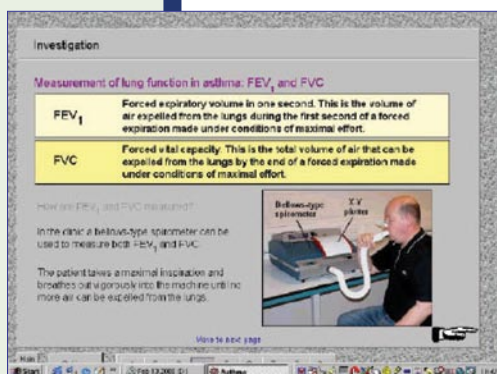 Investigation
Measurement of lung function in asthma: FEV1 and FVC
FEV1
Forced expiratory volume in one second. This is the volume of
air expelled from the lungs during the first second of a forced
expiration made under conditions of maximal effort.
FVC
Forced vital capacity. This is the total volume of air that can be
expelled from the lungs by the end of a forced expiration made
under conditions of maximal effort.
How are FEV1 and FVC measured?
In the clinic a bellows-type spirometer can be
used to measure both FEV1 and FVC.
The patient takes a maximal inspiration and
breathes out vigorously into the machine until no
more air can be expelled from the lungs.
Bellows-type
spirometer
X-Y
plotter
Move to next page
Main
Start
Asthma